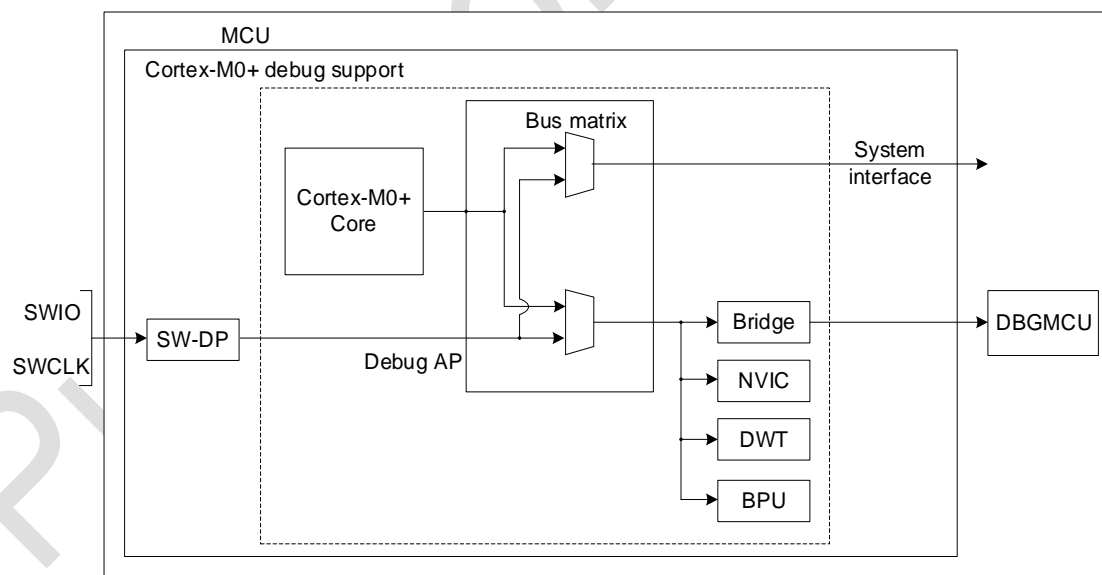 MCU
Cortex-M0+ debug support
Bus matrix
Cortex-M0+
Core
System
interface
SWIO
SWCLK
SW-DP
Debug AP
Bridge
NVIC
DWT
BPU
DBGMCU